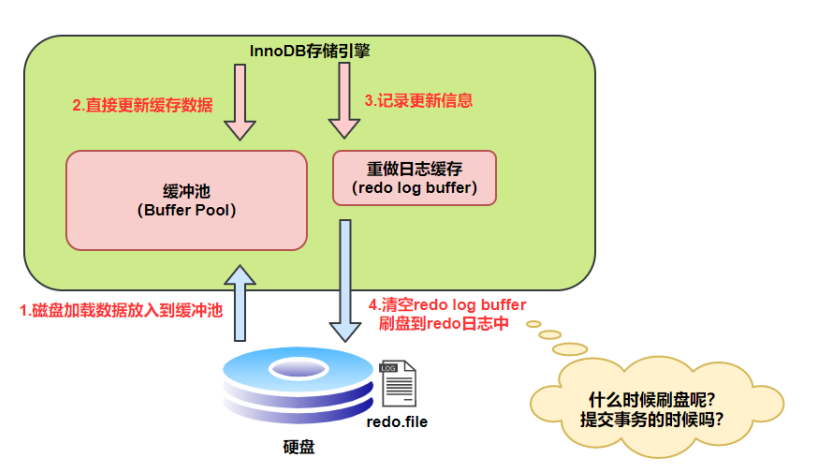 InnoDB存储引擎
2.直接更新缓存数据
3.记录更新信息
缓冲池
（Buffer Pool）
重做日志缓存
（redo log buffer）
1.磁盘加载数据放入到缓冲池
4.清空redo log buffer
刷盘到redo日志中
LOG
redo.file
硬盘
什么时候刷盘呢？
提交事务的时候吗？